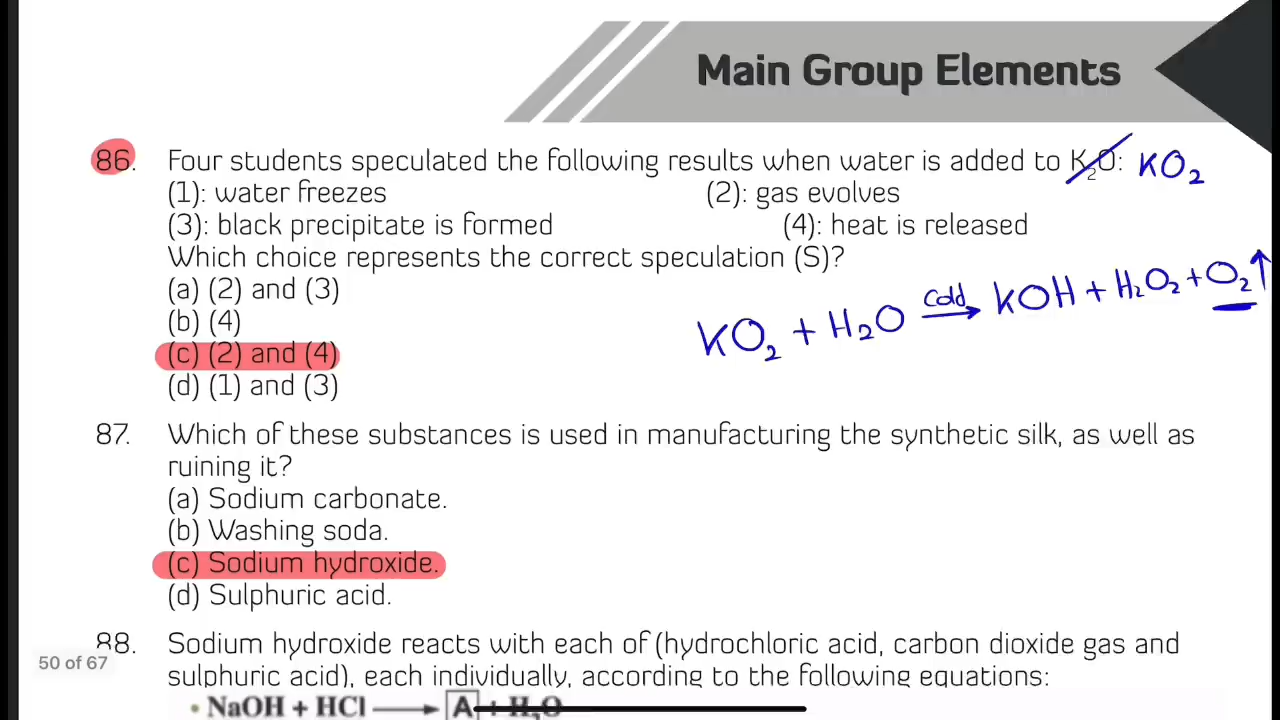 Main Group Elements
86. Four students speculated the following results when water is added to K₂O: KO₂
(1): water freezes (2): gas evolves
(3): black precipitate is formed (4): heat is released
Which choice represents the correct speculation (S)?
(a) (2) and (3)
(b) (4)
(c) (2) and (4)
(d) (1) and (3)
KO₂ + H₂O cold→ KOH + H₂O₂ + O₂↑
87. Which of these substances is used in manufacturing the synthetic silk, as well as
ruining it?
(a) Sodium carbonate.
(b) Washing soda.
(c) Sodium hydroxide.
(d) Sulphuric acid.
88. Sodium hydroxide reacts with each of (hydrochloric acid, carbon dioxide gas and
50 of 67
sulphuric acid), each individually, according to the following equations:
• NaOH + HCl → A + H₂O